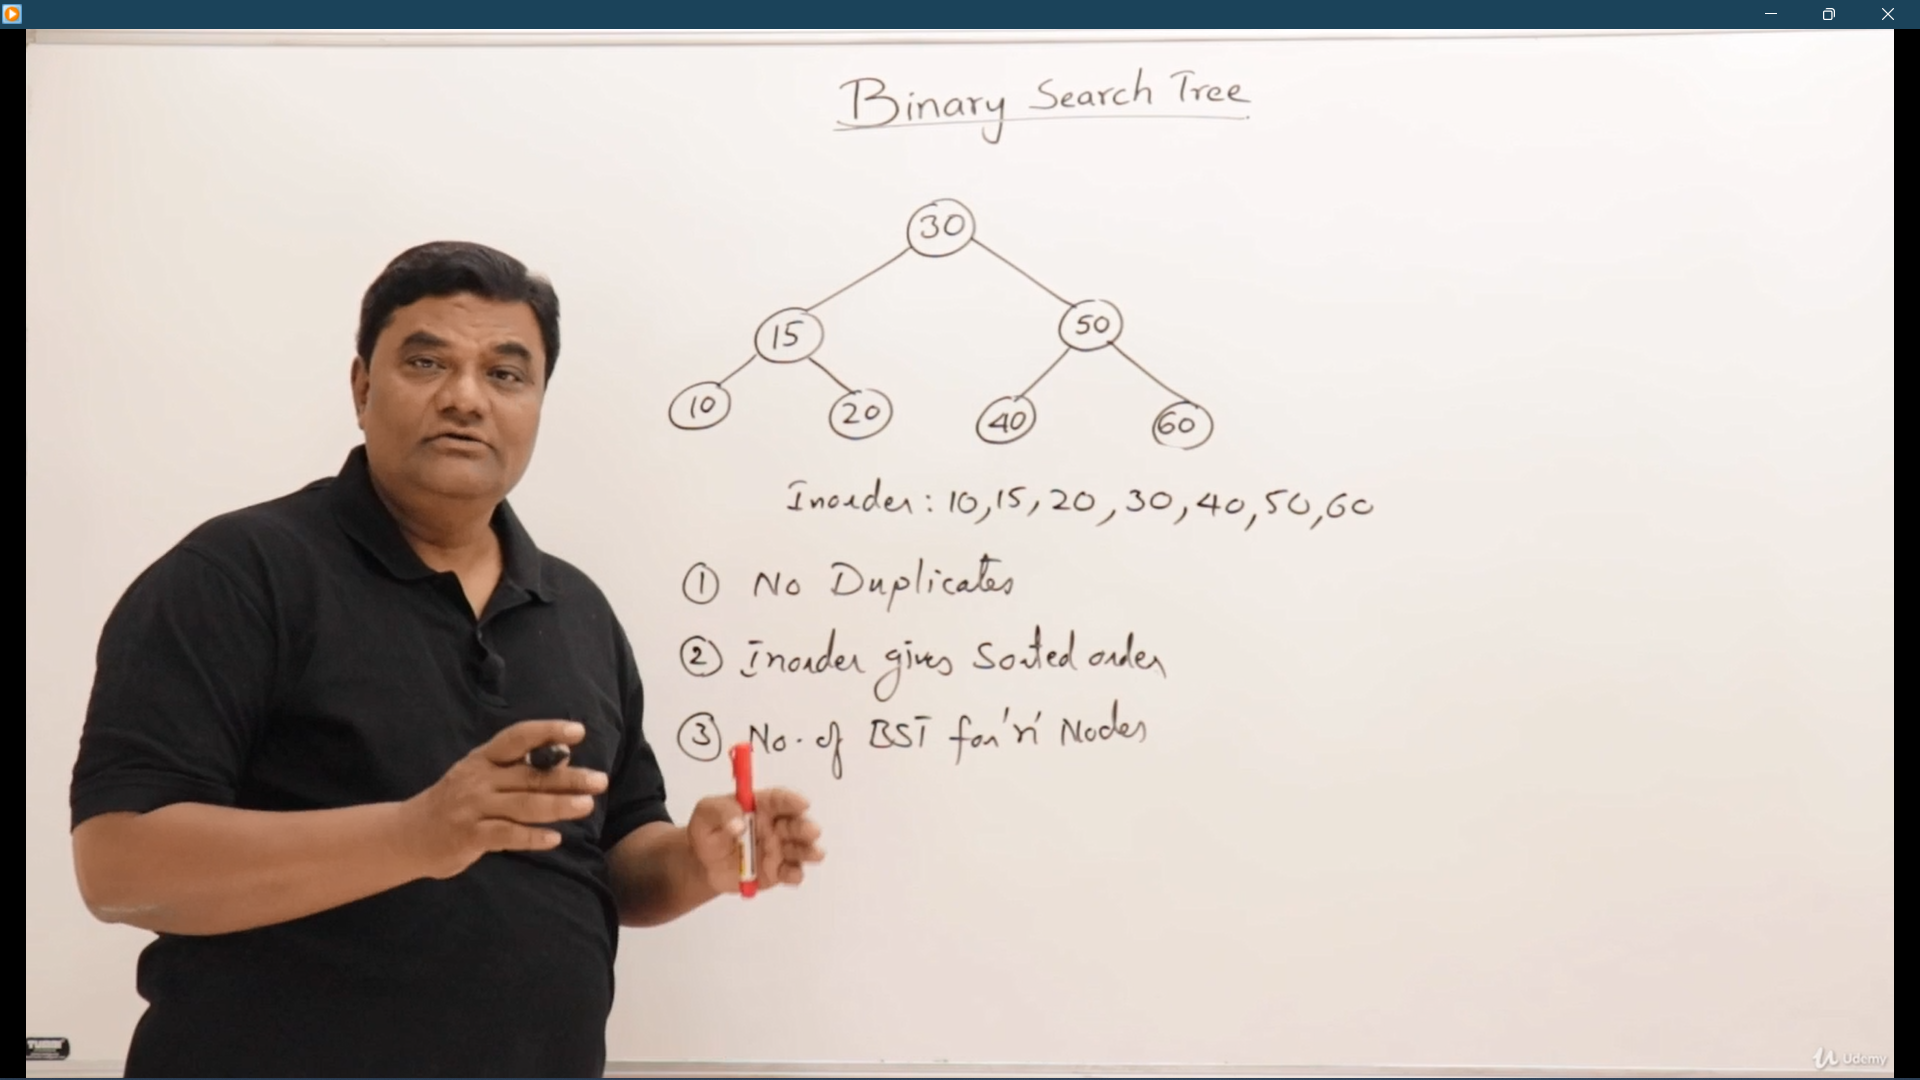 Binary Search Tree
30
15
50
10
20
40
60
Inorder: 10,15,20,30,40,50,60
① No Duplicates
② Inorder gives Sorted order
③ No. of BST for 'n' Nodes
Udemy